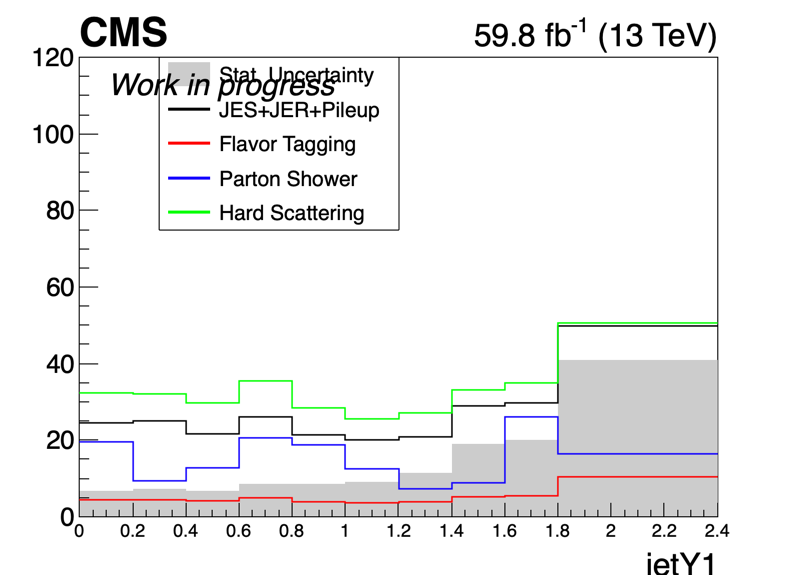 CMS
59.8 fb-1 (13 TeV)
120
100
80
60
40
20
0
Work in progress
Stat. Uncertainty
JES+JER+Pileup
Flavor Tagging
Parton Shower
Hard Scattering
0 0.2 0.4 0.6 0.8 1 1.2 1.4 1.6 1.8 2 2.2 2.4
jetY1